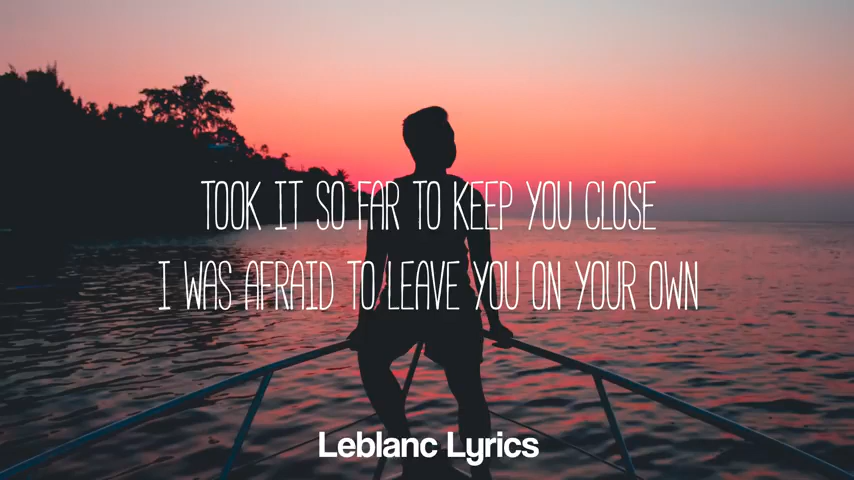 TOOK IT SO FAR TO KEEP YOU CLOSE
I WAS AFRAID TO LEAVE YOU ON YOUR OWN
Leblanc Lyrics